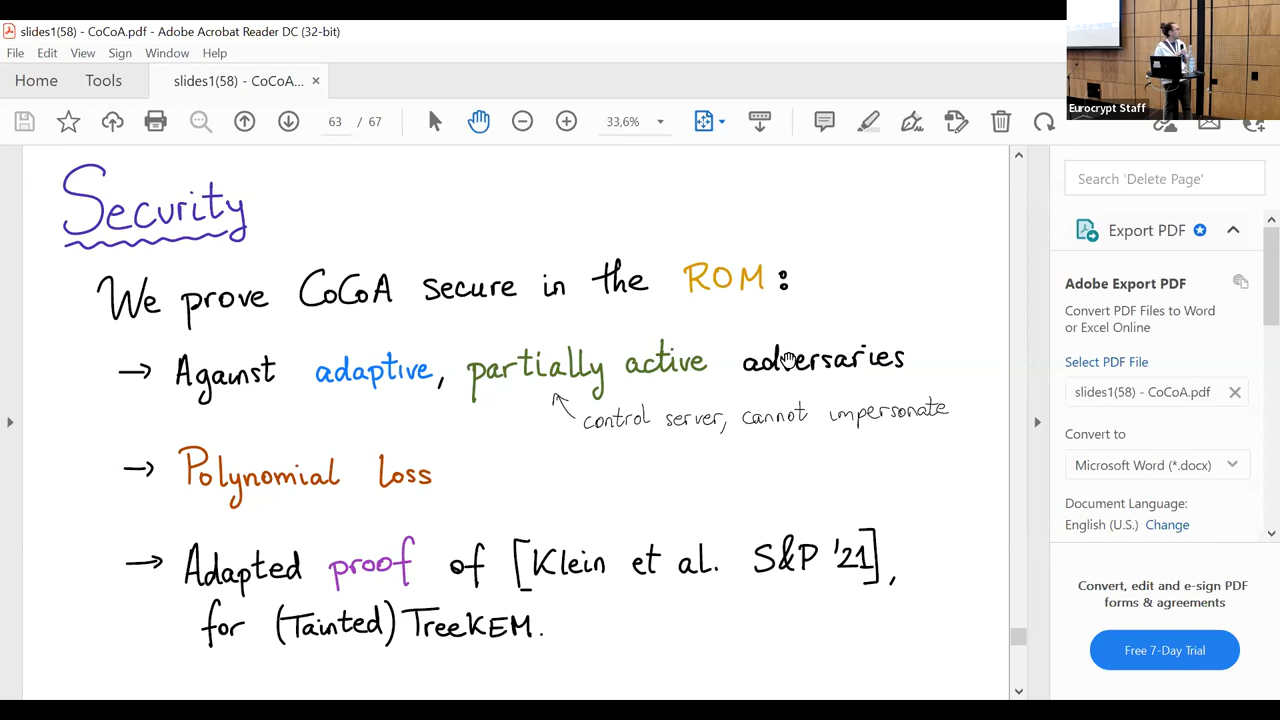 slides1(58) - CoCoA.pdf - Adobe Acrobat Reader DC (32-bit)
File Edit View Sign Window Help
Home Tools slides1(58) - CoCoA... ×
63 / 67 33,6%
Eurocrypt Staff
Security
We prove CoCoA secure in the ROM:
→ Against adaptive, partially active adversaries
control server, cannot impersonate
→ Polynomial loss
→ Adapted proof of [Klein et al. S&P '21],
for (Tainted) TreeKEM.
Search 'Delete Page'
Export PDF
Adobe Export PDF
Convert PDF Files to Word
or Excel Online
Select PDF File
slides1(58) - CoCoA.pdf
Convert to
Microsoft Word (*.docx)
Document Language:
English (U.S.) Change
Convert, edit and e-sign PDF
forms & agreements
Free 7-Day Trial